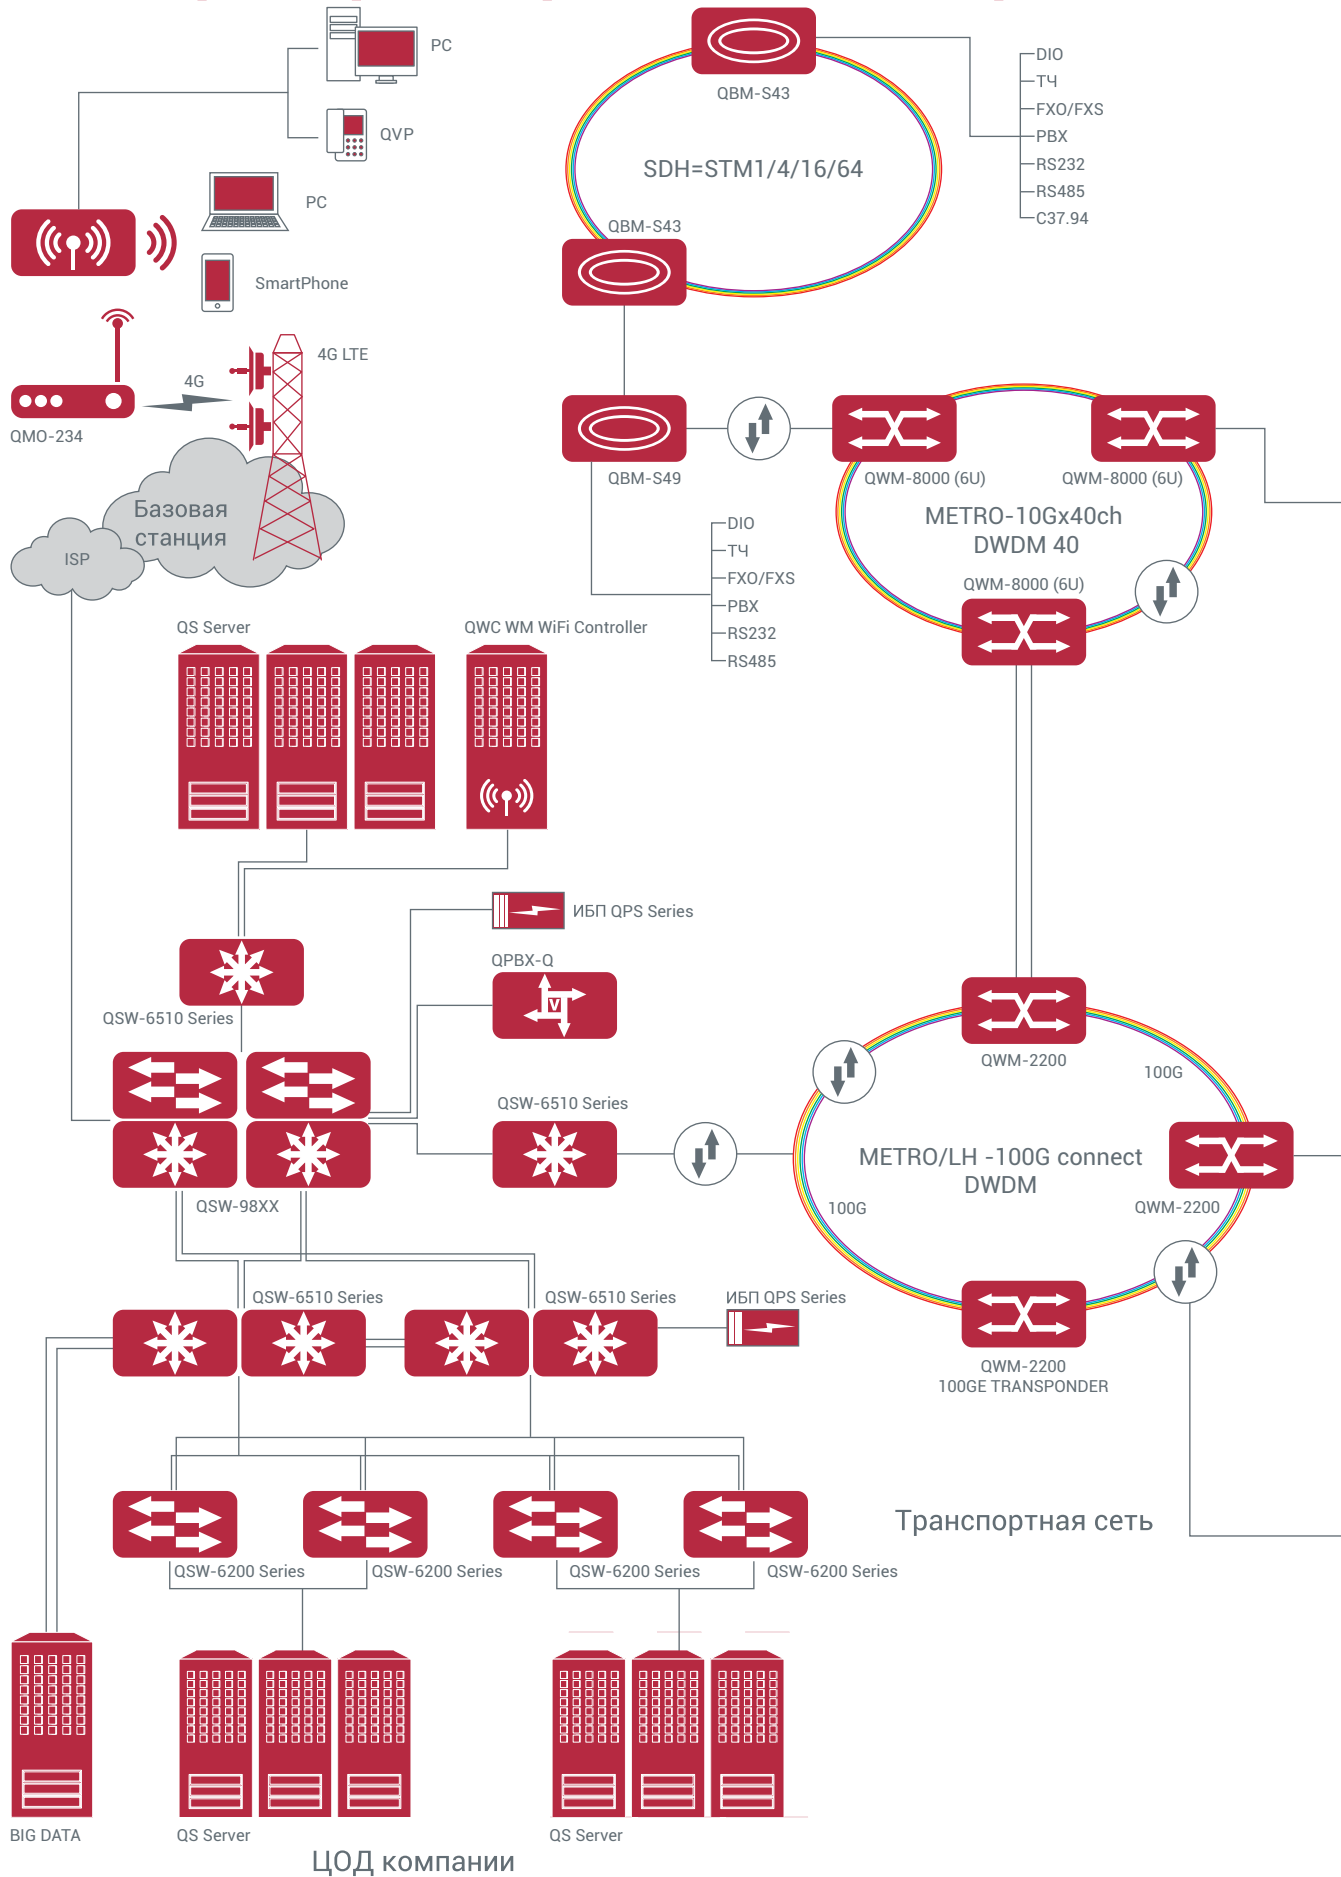 PC
QVP
PC
SmartPhone
4G LTE
4G
QMO-234
Базовая
станция
ISP
QBM-S43
SDH=STM1/4/16/64
QBM-S43
DIO
ТЧ
FXO/FXS
PBX
RS232
RS485
C37.94
QBM-S49
DIO
ТЧ
FXO/FXS
PBX
RS232
RS485
QWM-8000 (6U)
QWM-8000 (6U)
METRO-10Gx40ch
DWDM 40
QWM-8000 (6U)
QS Server
QWC WM WiFi Controller
ИБП QPS Series
QPBX-Q
V
QSW-6510 Series
QSW-6510 Series
QSW-98XX
QWM-2200
100G
METRO/LH -100G connect
DWDM
100G
QWM-2200
QWM-2200
100GE TRANSPONDER
QSW-6510 Series
QSW-6510 Series
ИБП QPS Series
Транспортная сеть
QSW-6200 Series
QSW-6200 Series
QSW-6200 Series
QSW-6200 Series
BIG DATA
QS Server
QS Server
ЦОД компании